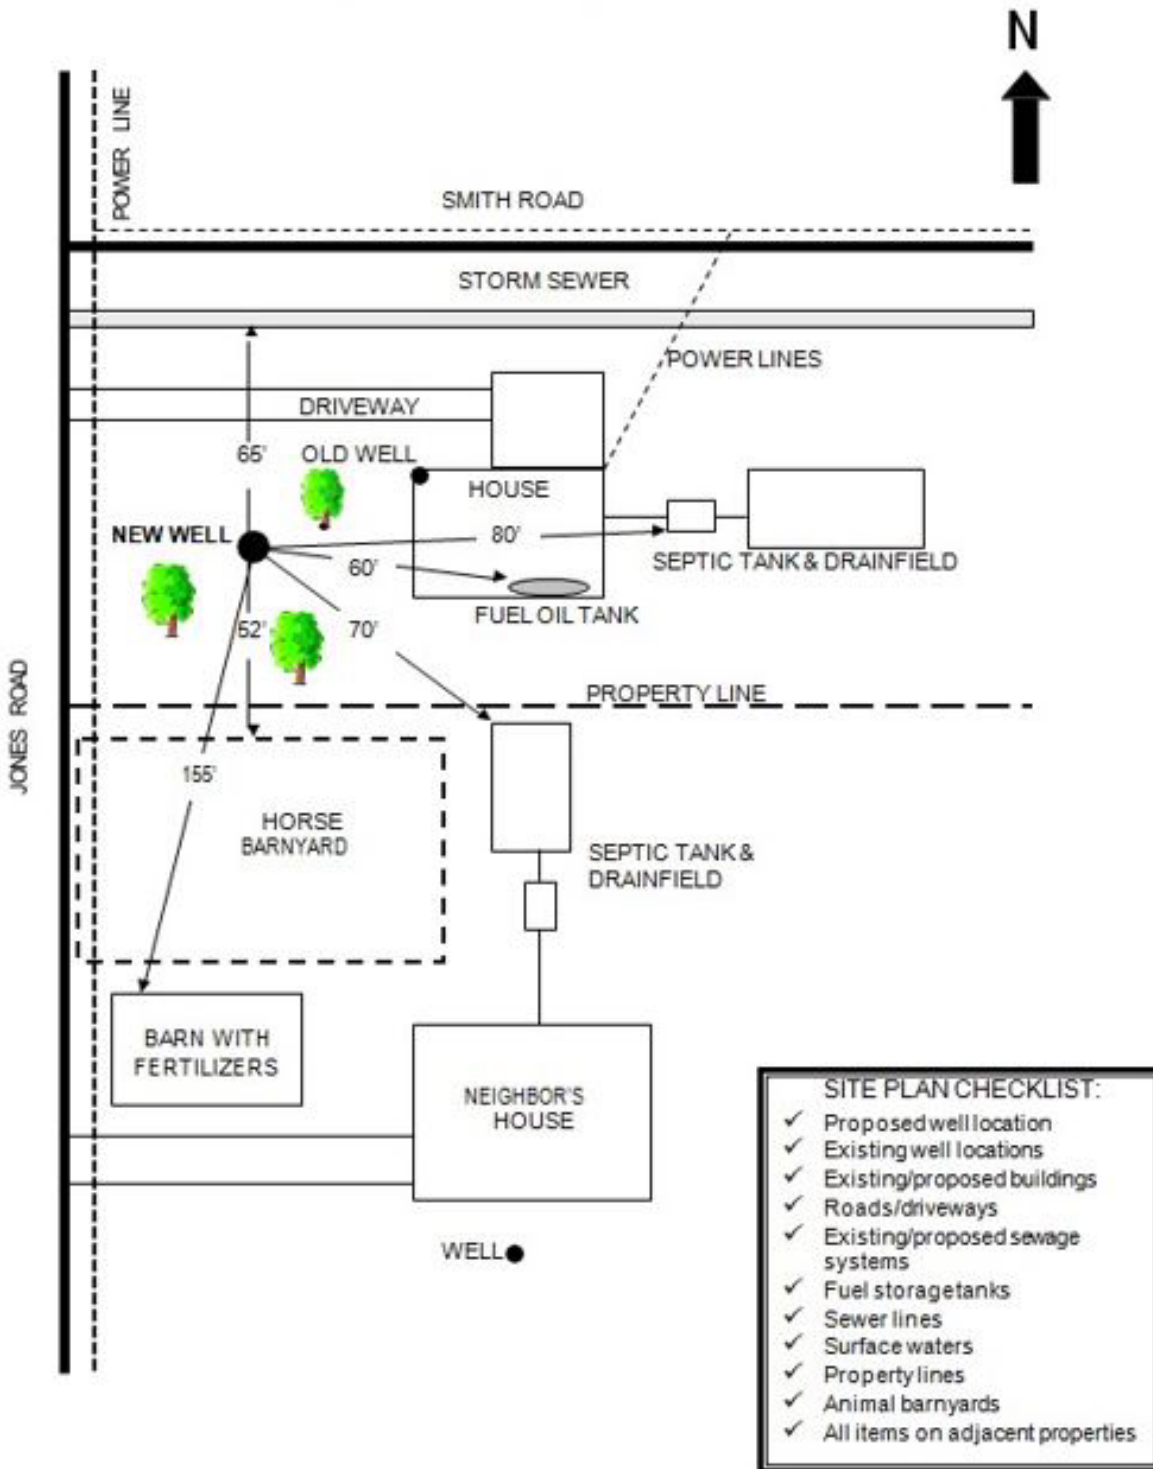 N
POWER LINE
SMITH ROAD
STORM SEWER
POWER LINES
DRIVEWAY
65'
OLD WELL
HOUSE
NEW WELL
80'
60'
SEPTIC TANK & DRAINFIELD
FUEL OIL TANK
52'
70'
JONES ROAD
PROPERTY LINE
155'
HORSE
BARNYARD
SEPTIC TANK &
DRAINFIELD
BARN WITH
FERTILIZERS
NEIGHBOR'S
HOUSE
WELL
SITE PLAN CHECKLIST:
✓ Proposed well location
✓ Existing well locations
✓ Existing/proposed buildings
✓ Roads/driveways
✓ Existing/proposed sewage
systems
✓ Fuel storage tanks
✓ Sewer lines
✓ Surface waters
✓ Property lines
✓ Animal barnyards
✓ All items on adjacent properties